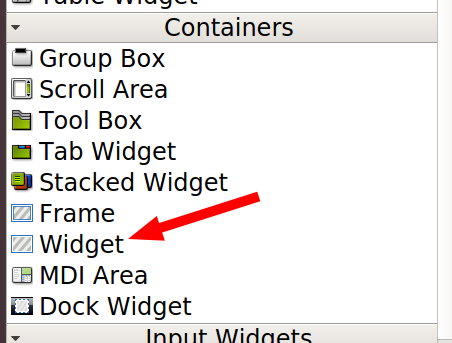 Table Widget
Containers
Group Box
Scroll Area
Tool Box
Tab Widget
Stacked Widget
Frame
Widget
MDI Area
Dock Widget
Input Widgets